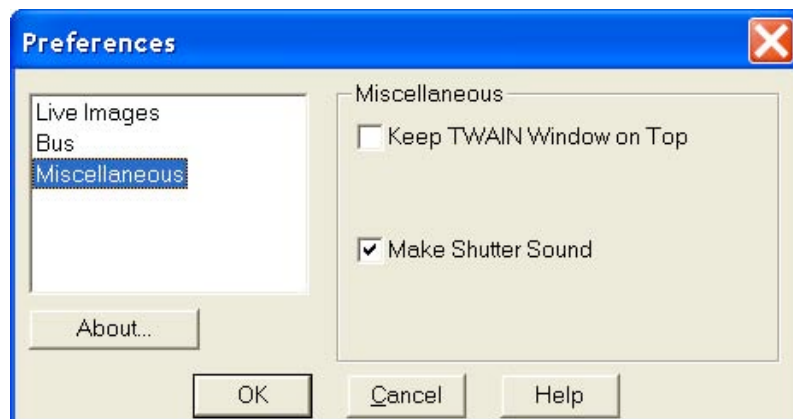 Preferences
Live Images
Bus
Miscellaneous
About...
Miscellaneous
Keep TWAIN Window on Top
Make Shutter Sound
OK
Cancel
Help